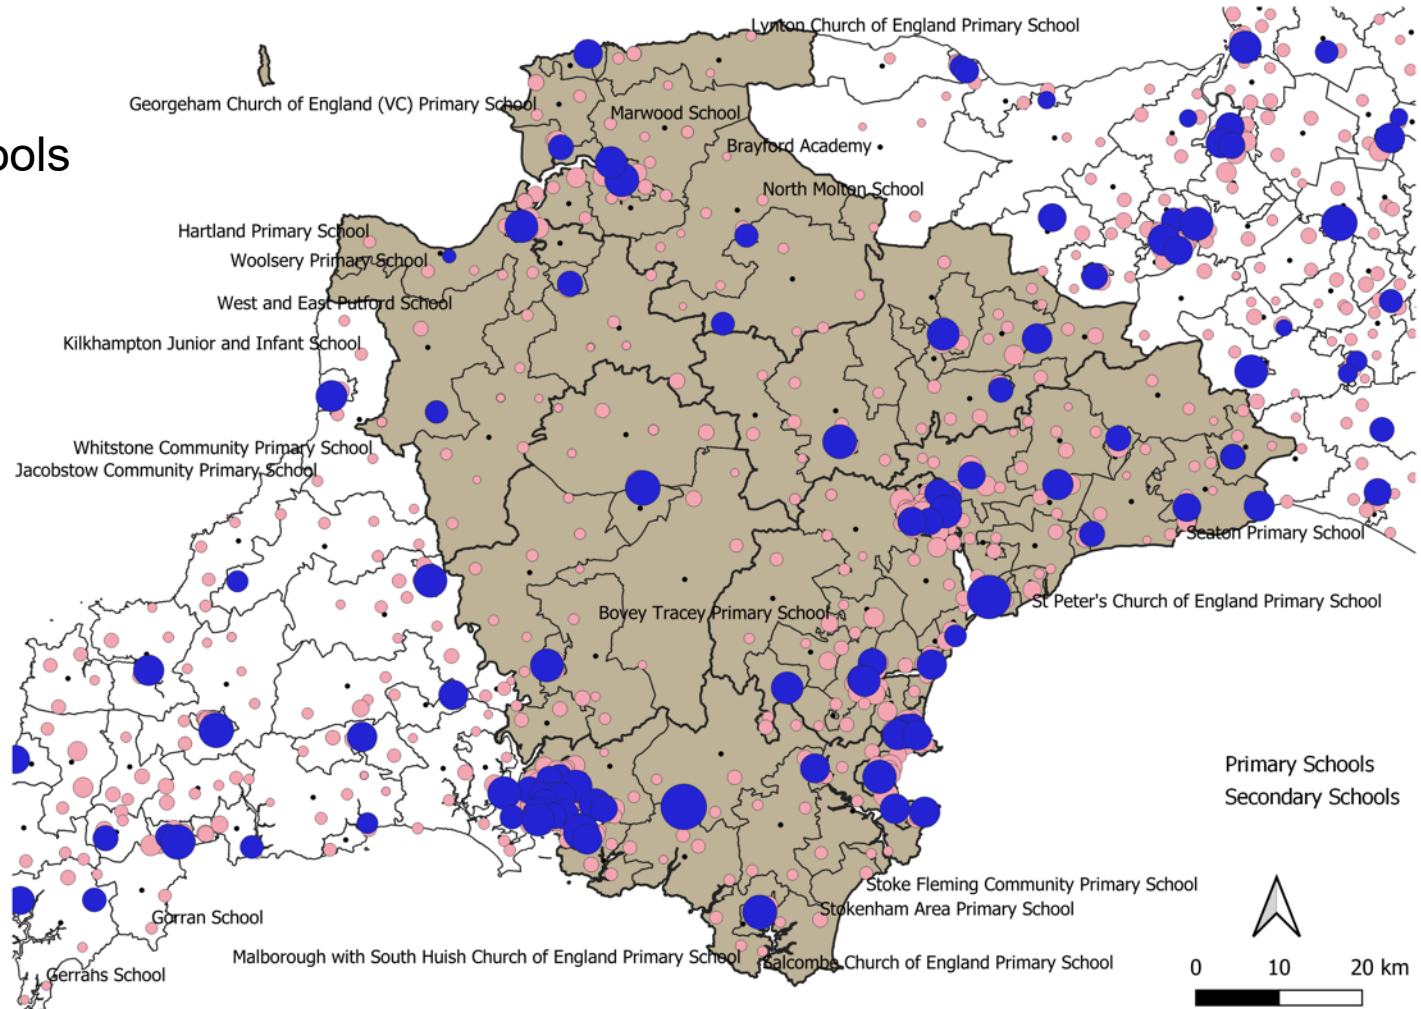 Lynton Church of England Primary School
Georgeham Church of England (VC) Primary School
Marwood School
ools
Brayford Academy
North Molton School
Hartland Primary School
Woolsery Primary School
West and East Putford School
Kilkhampton Junior and Infant School
Whitstone Community Primary School
Jacobstow Community Primary School
Seaton Primary School
St Peter's Church of England Primary School
Bovey Tracey Primary School
Primary Schools
Secondary Schools
Stoke Fleming Community Primary School
Stokenham Area Primary School
Gorran School
Malborough with South Huish Church of England Primary School
Salcombe Church of England Primary School
Gerrahs School
0 10 20 km